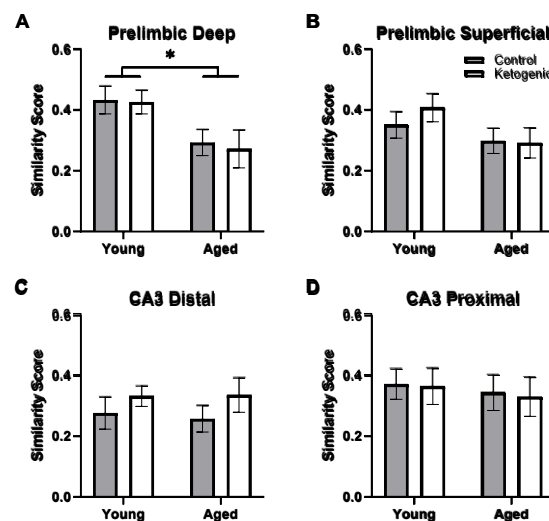 A
Prelimbic Deep
*
Similarity Score
0.6
0.4
0.2
0.0
Young
Aged
B
Prelimbic Superficial
Control
Ketogenic
Similarity Score
0.6
0.4
0.2
0.0
Young
Aged
C
CA3 Distal
Similarity Score
0.6
0.4
0.2
0.0
Young
Aged
D
CA3 Proximal
Similarity Score
0.6
0.4
0.2
0.0
Young
Aged